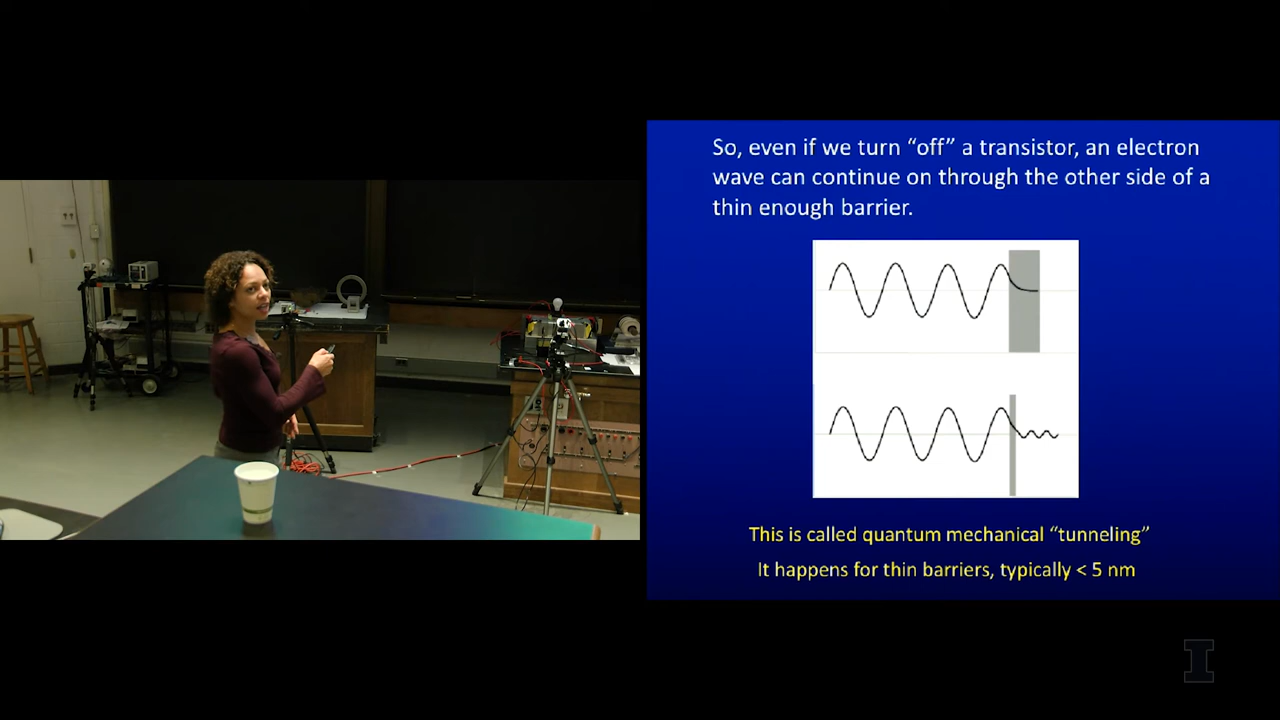 So, even if we turn “off” a transistor, an electron
wave can continue on through the other side of a
thin enough barrier.
This is called quantum mechanical “tunneling”
It happens for thin barriers, typically < 5 nm
I